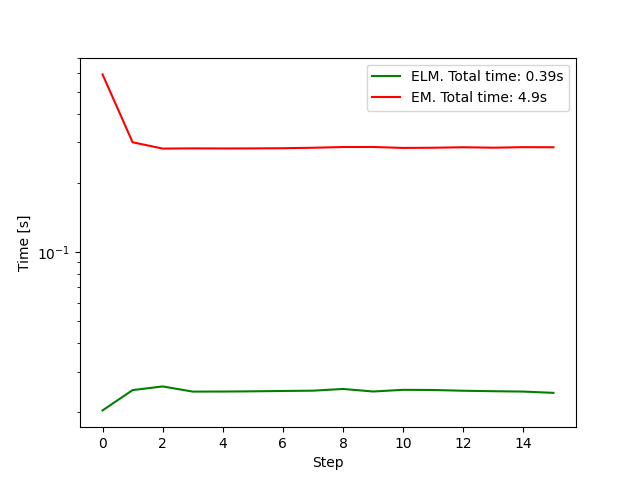 ELM. Total time: 0.39s
EM. Total time: 4.9s
Time [s]
10⁻¹
0 2 4 6 8 10 12 14
Step